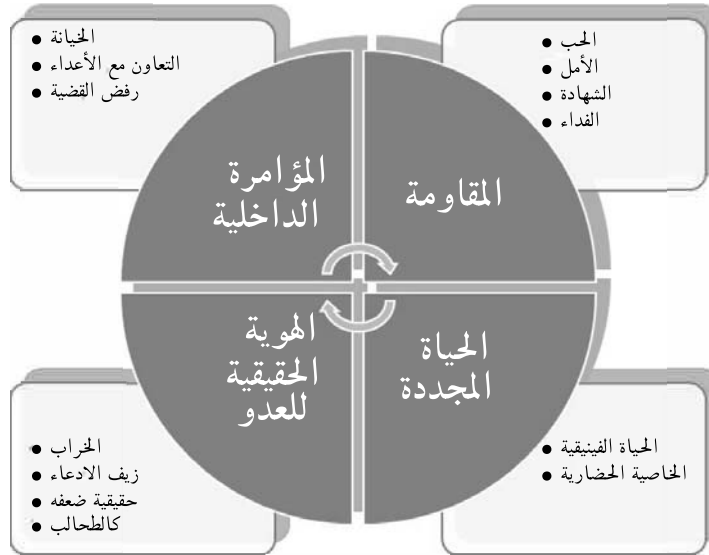 الحب
الأمل
الشهادة
الفداء
الخيانة
التعاون مع الأعداء
رفض القضية
المقاومة
المؤامرة
الداخلية
الحياة
المجددة
الهوية
الحقيقية
للعدو
الحياة الفينيقية
الخاصية الحضارية
الخراب
زيف الادعاء
حقيقية ضعفه
كالطحالب